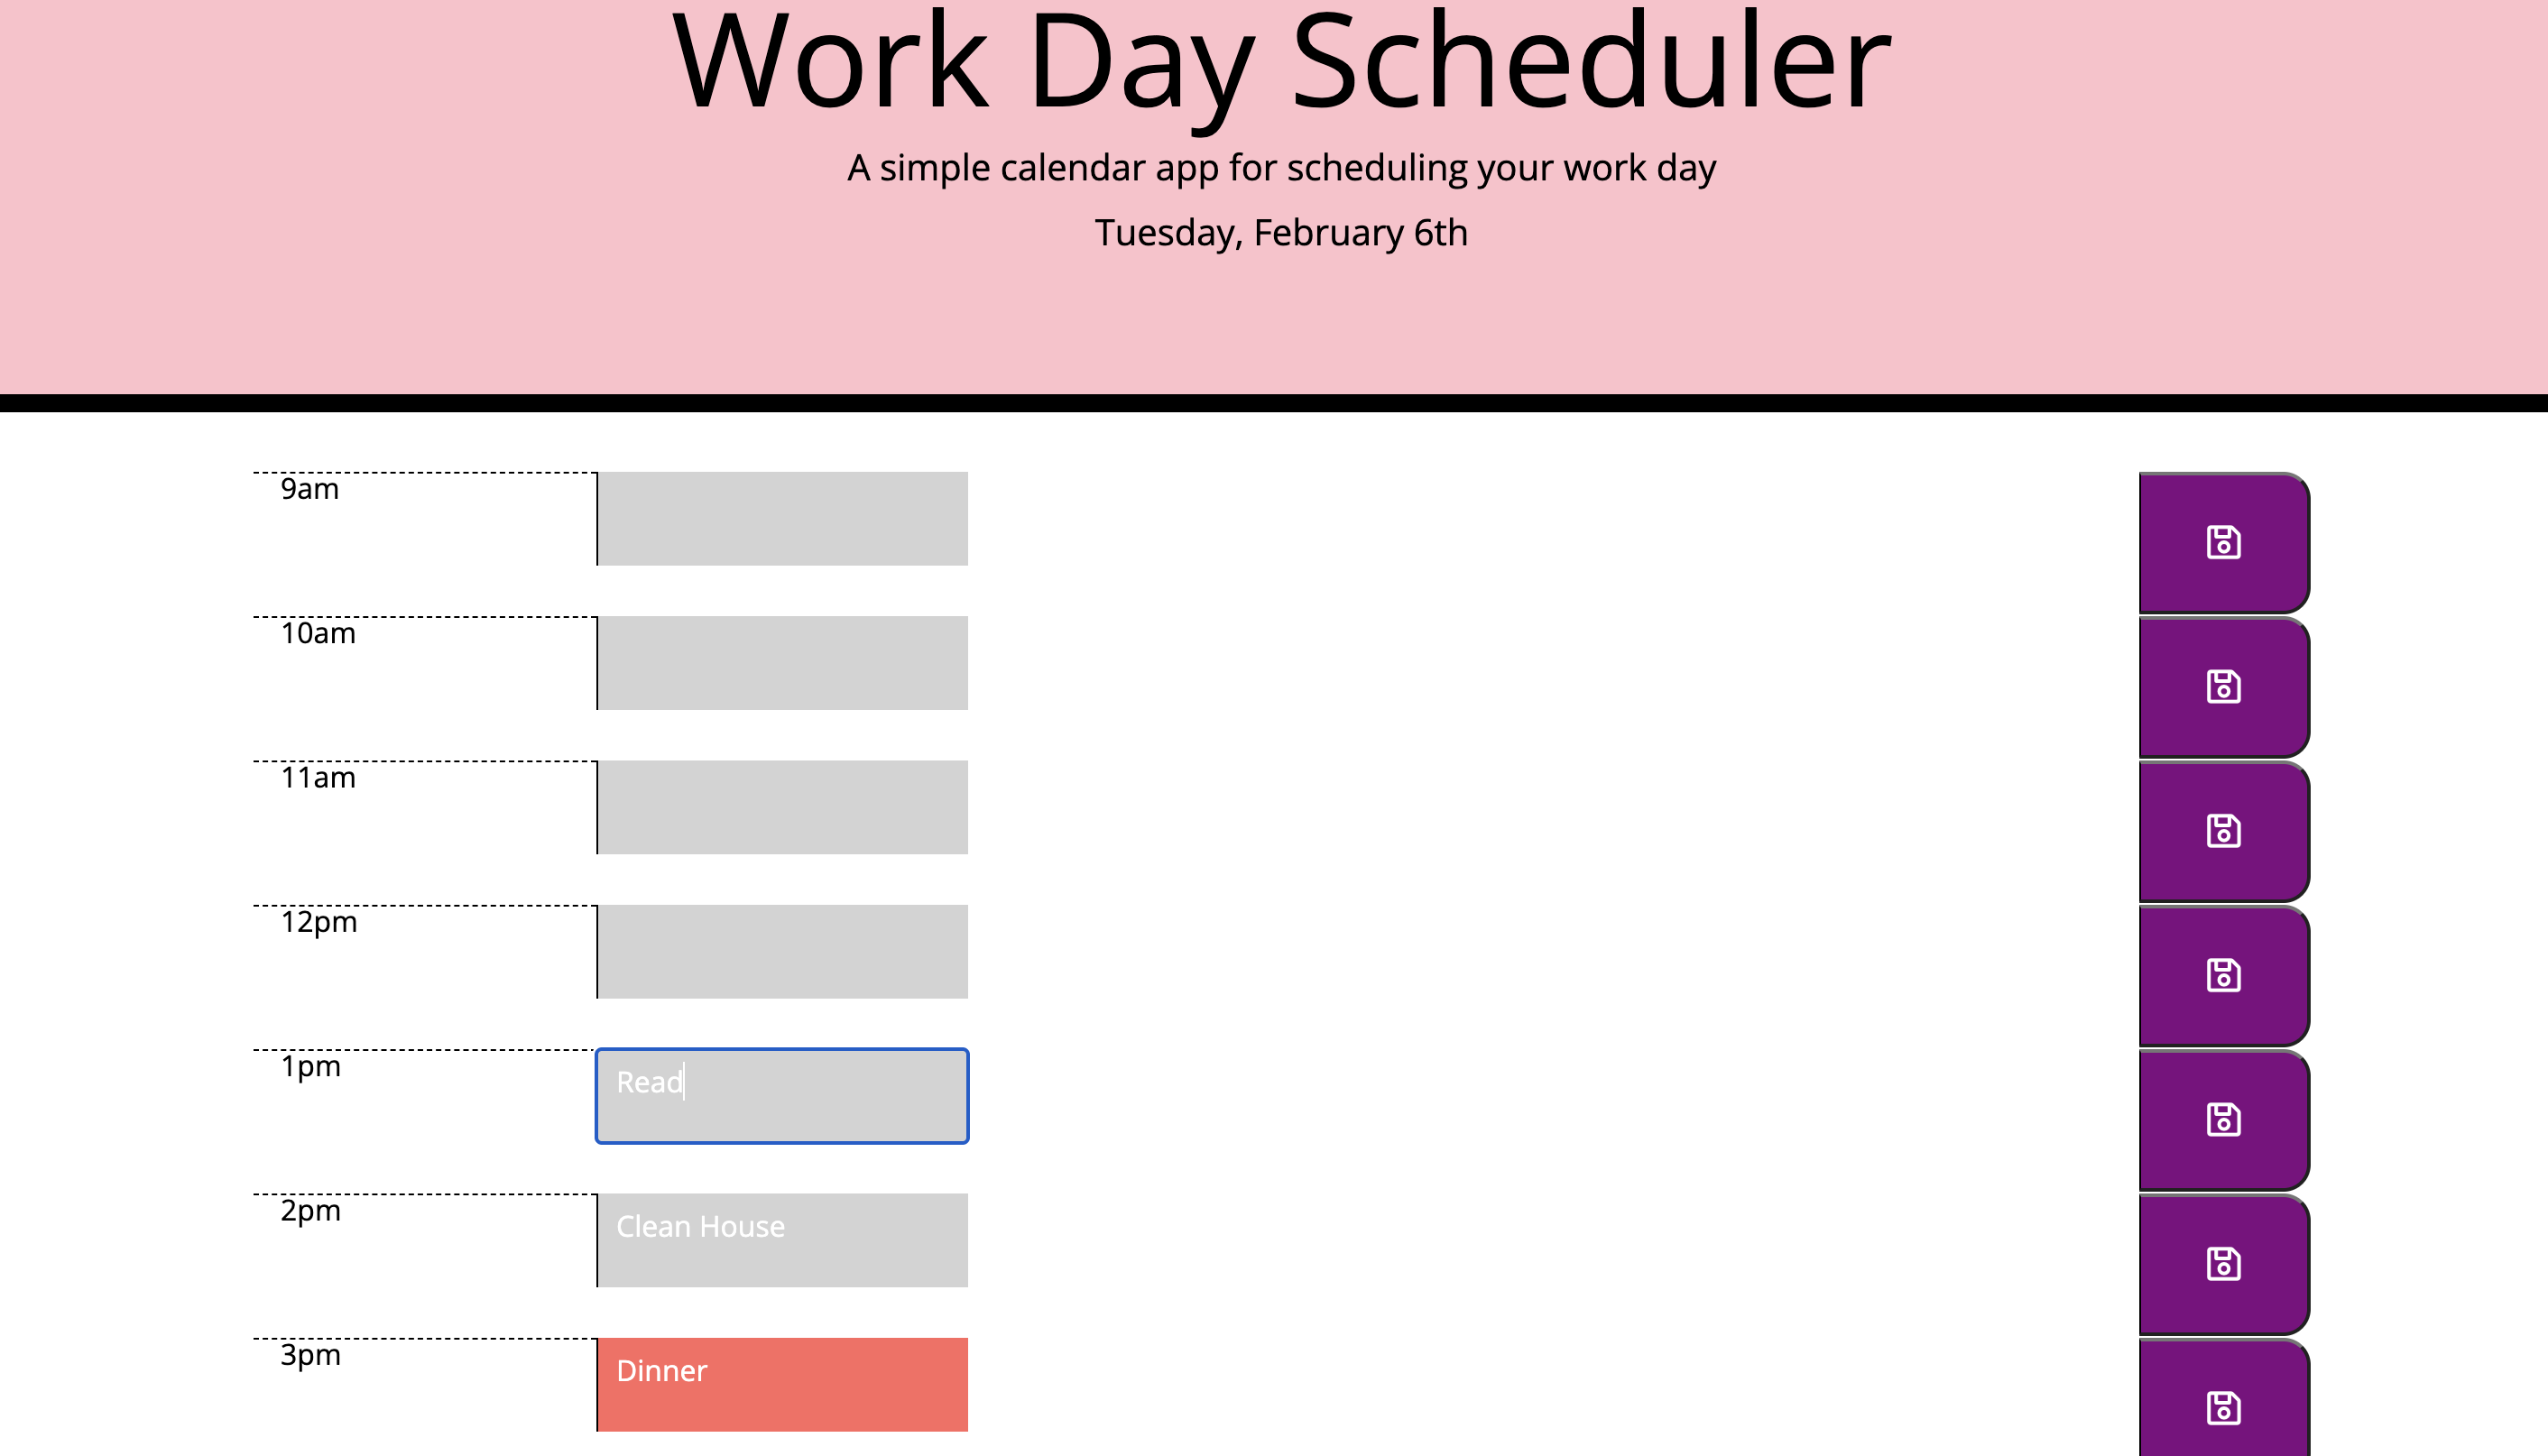 Work Day Scheduler
A simple calendar app for scheduling your work day
Tuesday, February 6th
9am
10am
11am
12pm
1pm
Read
2pm
Clean House
3pm
Dinner